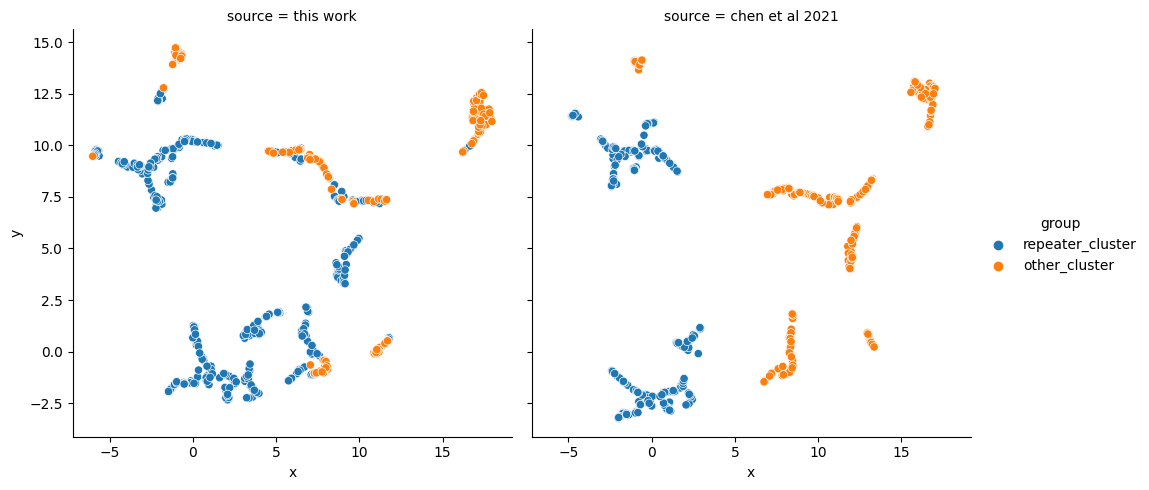 source = this work
source = chen et al 2021
15.0
12.5
10.0
7.5
5.0
2.5
0.0
−2.5
y
−5
0
5
10
15
x
−5
0
5
10
15
x
group
repeater_cluster
other_cluster